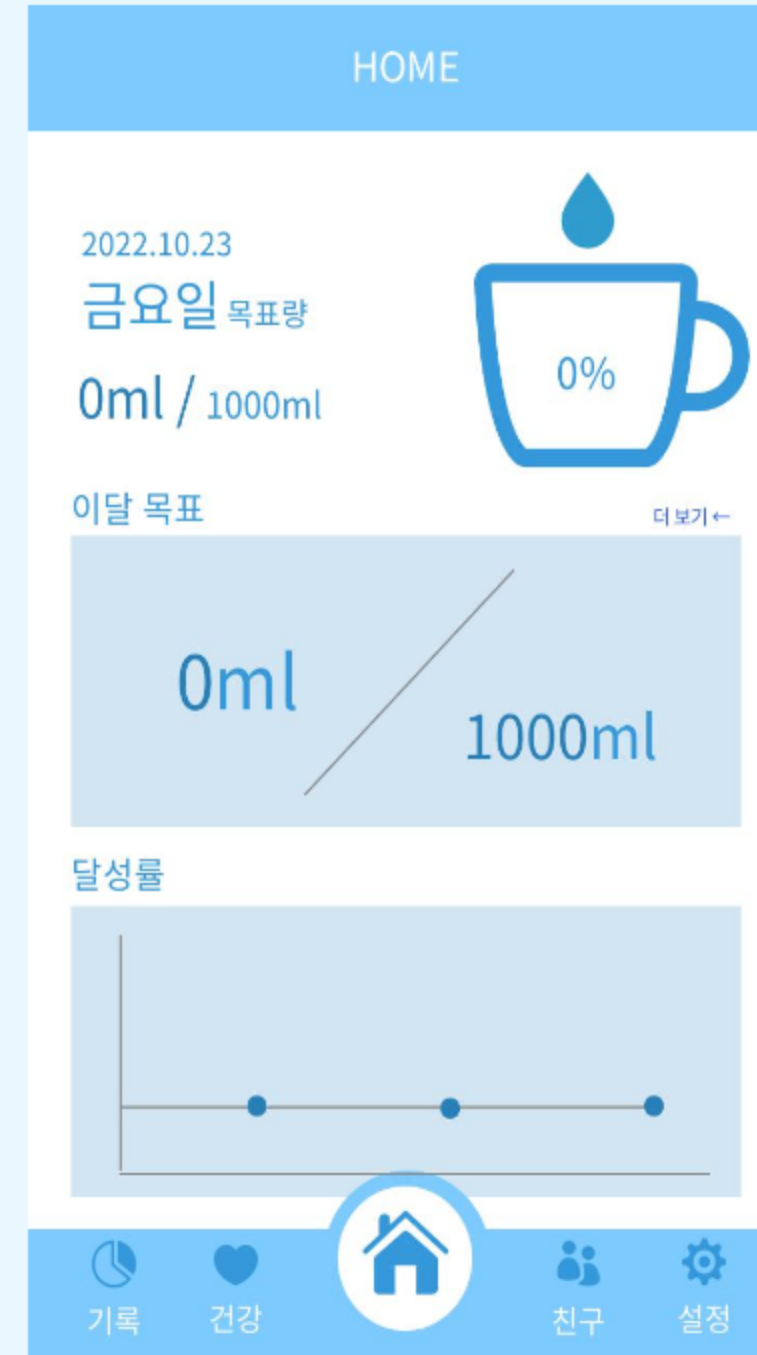 HOME
2022.10.23
금요일 목표량
0ml / 1000ml
0%
이달 목표
더 보기 ←
0ml
1000ml
달성률
기록
건강
친구
설정